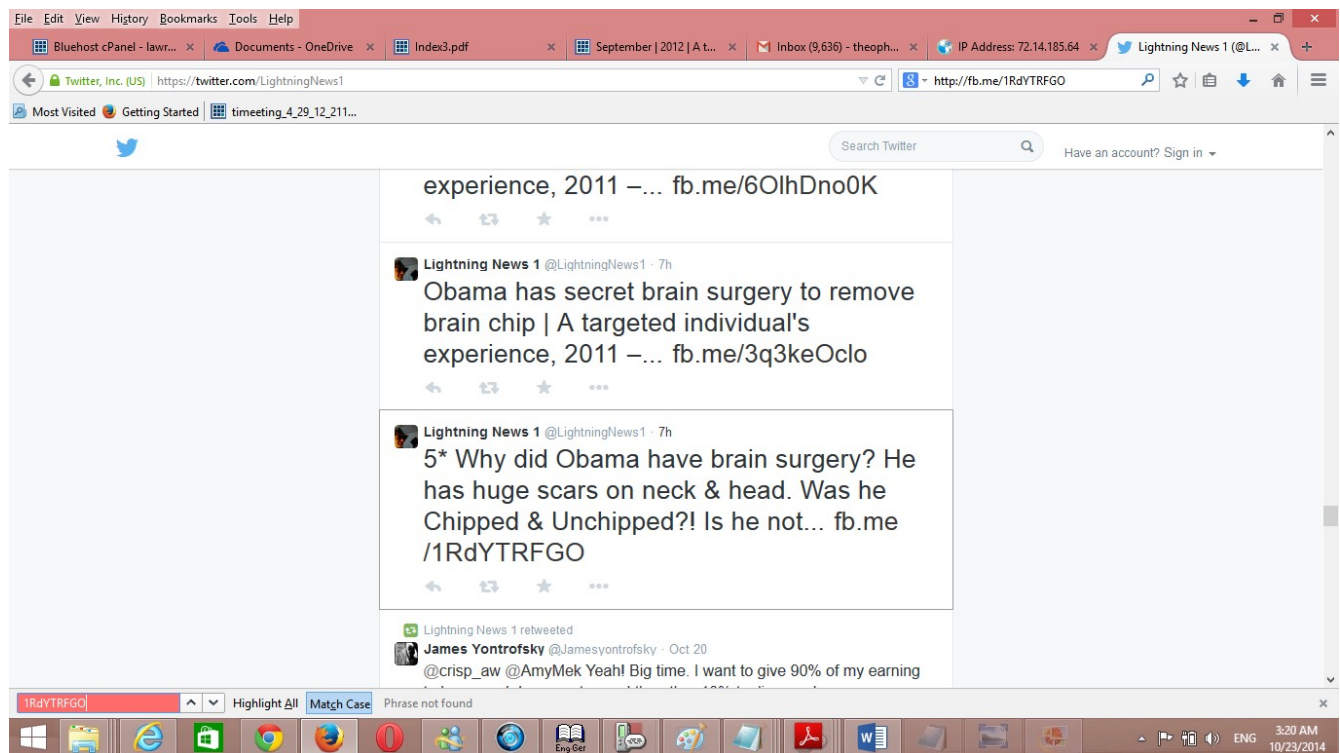 File Edit View History Bookmarks Tools Help
Bluehost cPanel - lawr... Documents - OneDrive Index3.pdf September | 2012 | A t... Inbox (9,636) - theoph... IP Address: 72.14.185.64 Lightning News 1 (@L...
Twitter, Inc. (US) https://twitter.com/LightningNews1 http://fb.me/1RdYTRFGO
Most Visited Getting Started timeeting_4_29_12_211...
Search Twitter Have an account? Sign in
experience, 2011 –... fb.me/6OlhDno0K
Lightning News 1 @LightningNews1 · 7h
Obama has secret brain surgery to remove
brain chip | A targeted individual's
experience, 2011 –... fb.me/3q3keOclo
Lightning News 1 @LightningNews1 · 7h
5* Why did Obama have brain surgery? He
has huge scars on neck & head. Was he
Chipped & Unchipped?! Is he not... fb.me
/1RdYTRFGO
Lightning News 1 retweeted
James Yontrofsky @Jamesyontrofsky · Oct 20
@crisp_aw @AmyMek Yeah! Big time. I want to give 90% of my earning
1RdYTRFGO Highlight All Match Case Phrase not found
Eng Ger
ENG 3:20 AM
10/23/2014